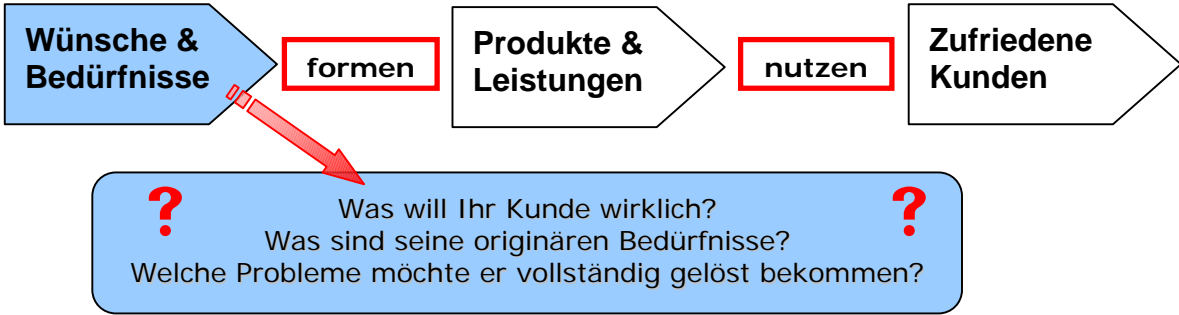 Wünsche &
Bedürfnisse
formen
Produkte &
Leistungen
nutzen
Zufriedene
Kunden
? Was will Ihr Kunde wirklich? ?
Was sind seine originären Bedürfnisse?
Welche Probleme möchte er vollständig gelöst bekommen?